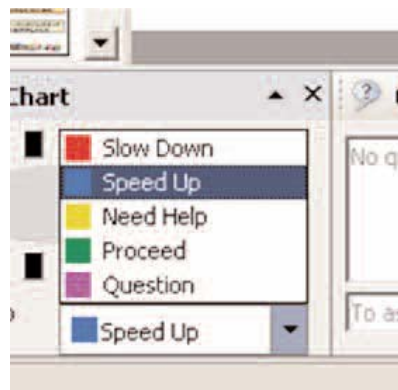 Chart
Slow Down
Speed Up
Need Help
Proceed
Question
Speed Up
No q
To as